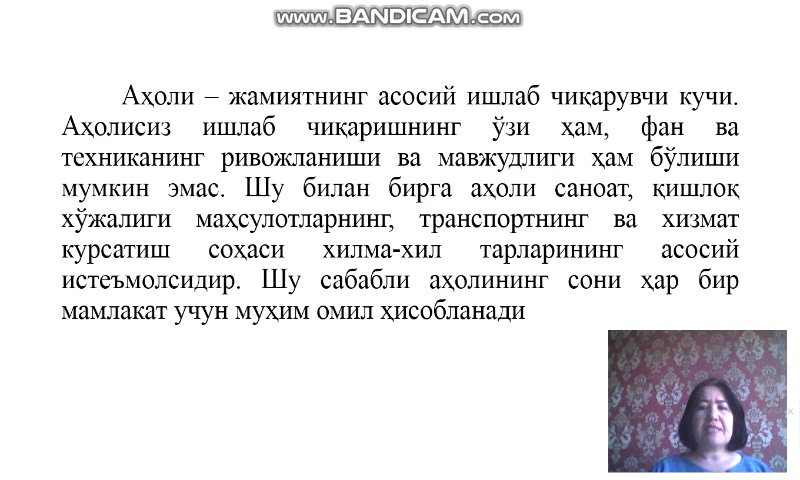 www.BANDICAM.com
Аҳоли – жамиятнинг асосий ишлаб чиқарувчи кучи.
Аҳолисиз ишлаб чиқаришнинг ўзи ҳам, фан ва
техниканинг ривожланиши ва мавжудлиги ҳам бўлиши
мумкин эмас. Шу билан бирга аҳоли саноат, қишлоқ
хўжалиги маҳсулотларнинг, транспортнинг ва хизмат
курсатиш соҳаси хилма-хил тарларининг асосий
истеъмолсидир. Шу сабабли аҳолининг сони ҳар бир
мамлакат учун муҳим омил ҳисобланади